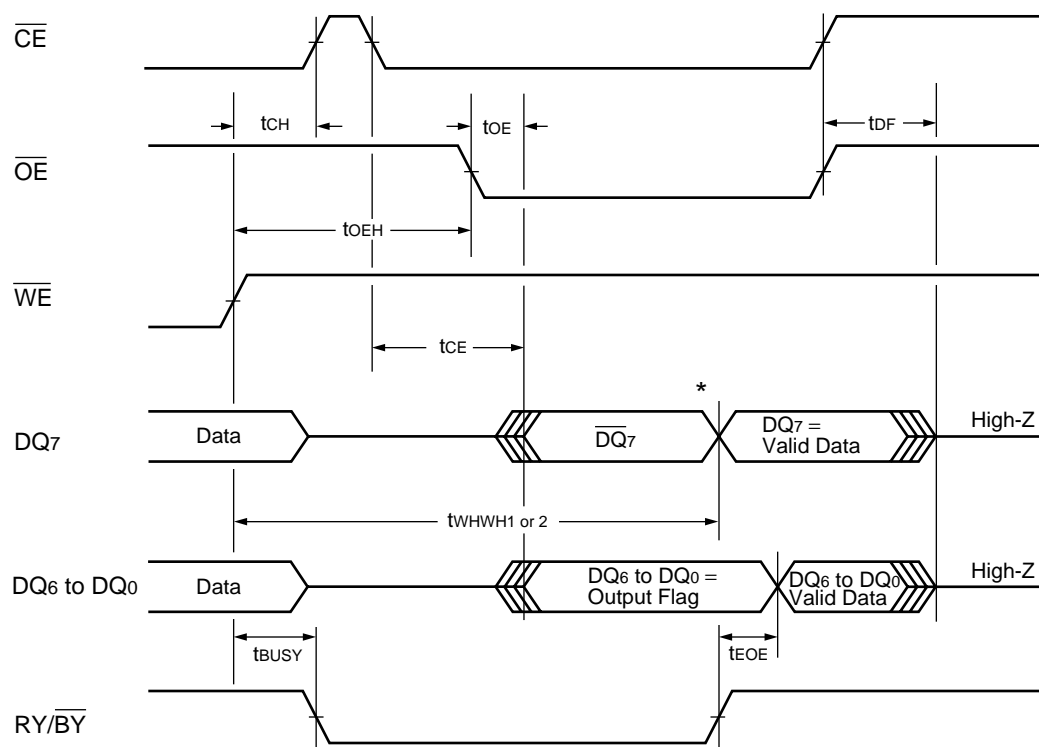 CE
tCH
tOE
tDF
OE
tOEH
WE
tCE
*
DQ7
Data
DQ7
DQ7 =
Valid Data
High-Z
tWHWH1 or 2
DQ6 to DQ0
Data
DQ6 to DQ0 =
Output Flag
DQ6 to DQ0
Valid Data
High-Z
tBUSY
tEOE
RY/BY